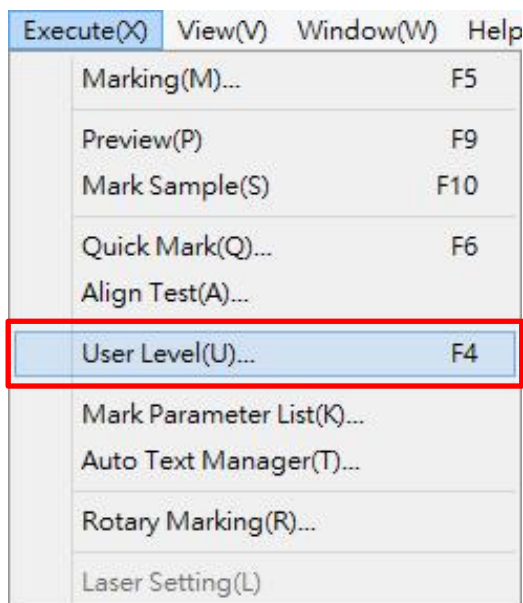 Execute(X) View(V) Window(W) Help
Marking(M)... F5
Preview(P) F9
Mark Sample(S) F10
Quick Mark(Q)... F6
Align Test(A)...
User Level(U)... F4
Mark Parameter List(K)...
Auto Text Manager(T)...
Rotary Marking(R)...
Laser Setting(L)